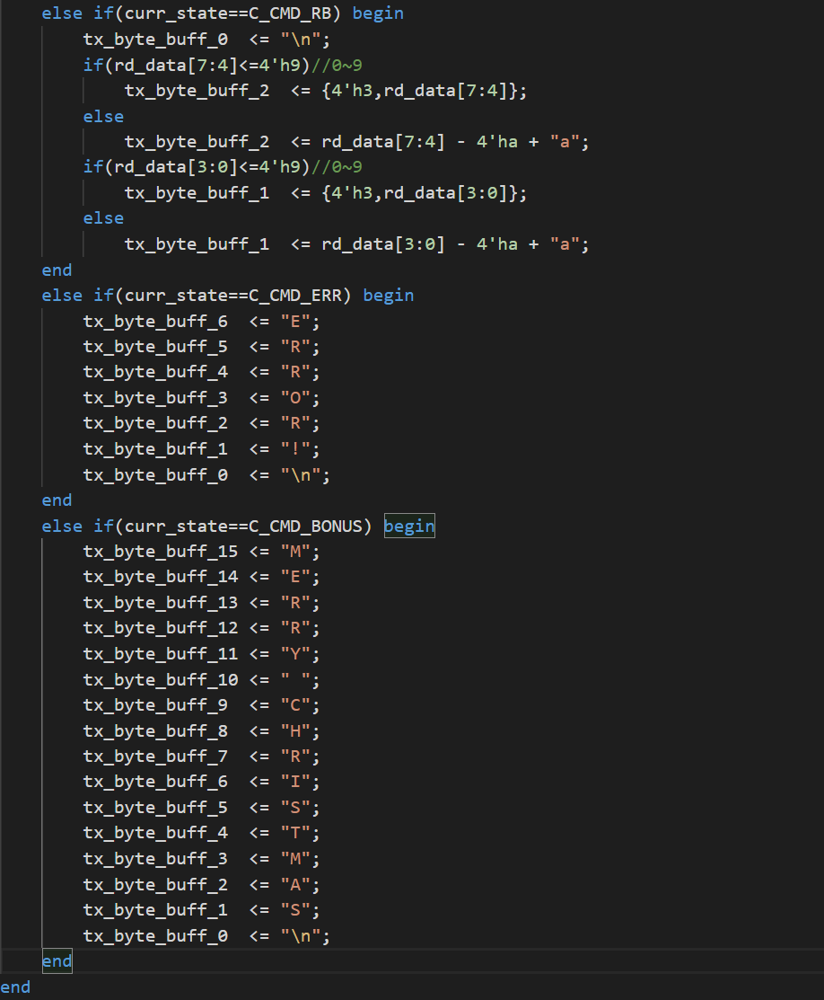 else if(curr_state==C_CMD_RB) begin
tx_byte_buff_0 <= "\n";
if(rd_data[7:4]<=4'h9)//0~9
tx_byte_buff_2 <= {4'h3,rd_data[7:4]};
else
tx_byte_buff_2 <= rd_data[7:4] - 4'ha + "a";
if(rd_data[3:0]<=4'h9)//0~9
tx_byte_buff_1 <= {4'h3,rd_data[3:0]};
else
tx_byte_buff_1 <= rd_data[3:0] - 4'ha + "a";
end
else if(curr_state==C_CMD_ERR) begin
tx_byte_buff_6 <= "E";
tx_byte_buff_5 <= "R";
tx_byte_buff_4 <= "R";
tx_byte_buff_3 <= "O";
tx_byte_buff_2 <= "R";
tx_byte_buff_1 <= "!";
tx_byte_buff_0 <= "\n";
end
else if(curr_state==C_CMD_BONUS) begin
tx_byte_buff_15 <= "M";
tx_byte_buff_14 <= "E";
tx_byte_buff_13 <= "R";
tx_byte_buff_12 <= "R";
tx_byte_buff_11 <= "Y";
tx_byte_buff_10 <= " ";
tx_byte_buff_9 <= "C";
tx_byte_buff_8 <= "H";
tx_byte_buff_7 <= "R";
tx_byte_buff_6 <= "I";
tx_byte_buff_5 <= "S";
tx_byte_buff_4 <= "T";
tx_byte_buff_3 <= "M";
tx_byte_buff_2 <= "A";
tx_byte_buff_1 <= "S";
tx_byte_buff_0 <= "\n";
end
end